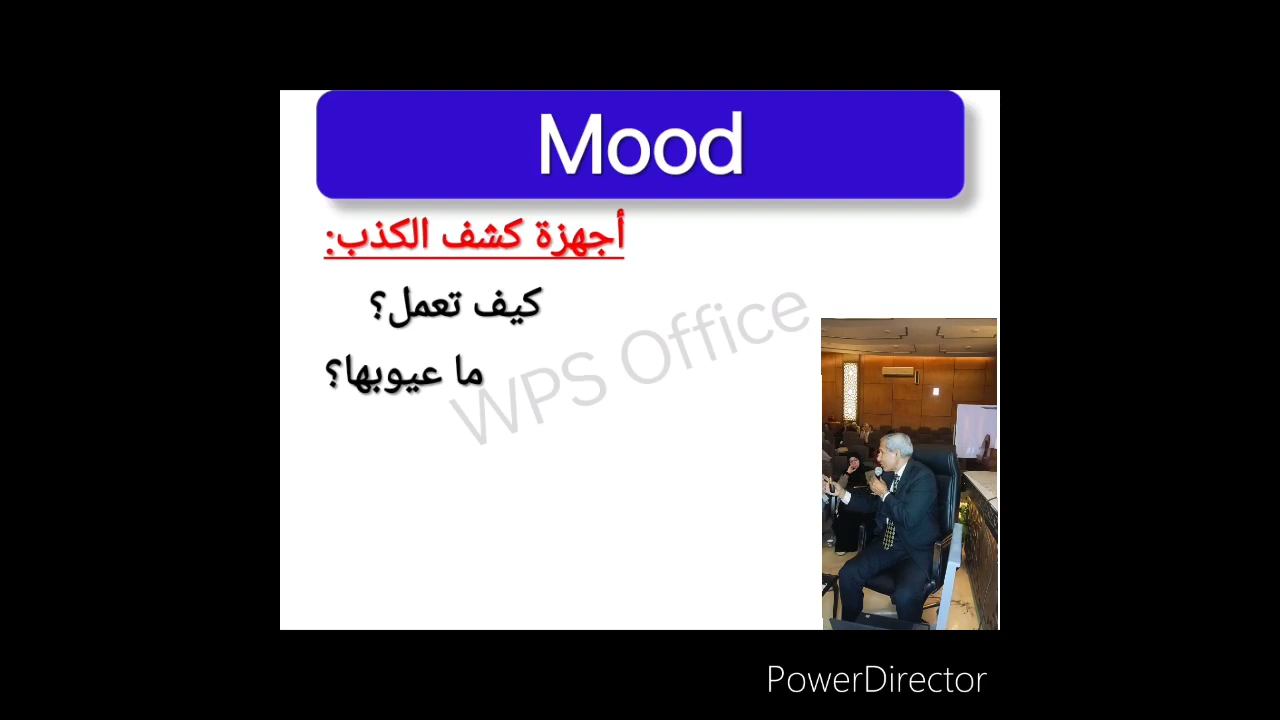 Mood
أجهزة كشف الكذب:
كيف تعمل؟
ما عيوبها؟
WPS Office
PowerDirector